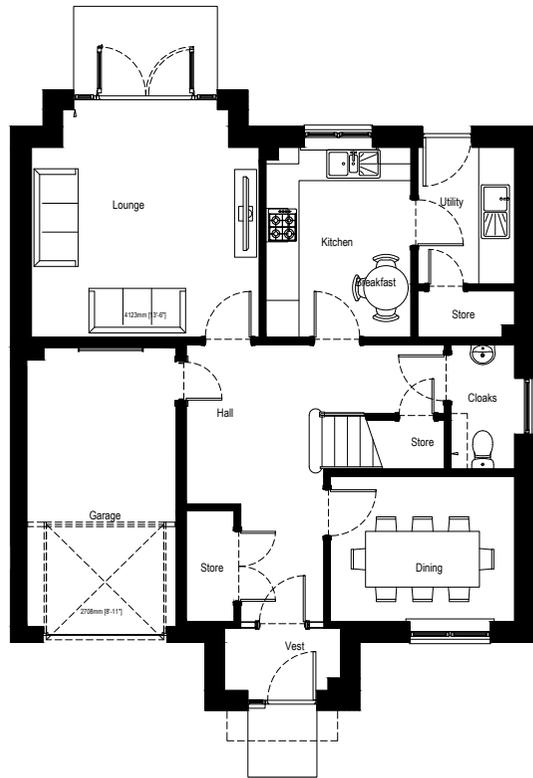 Lounge
Utility
Kitchen
Breakfast
4123mm [13'-6"]
Store
Cloaks
Hall
Store
Garage
Store
Dining
2708mm [8'-11"]
Vest